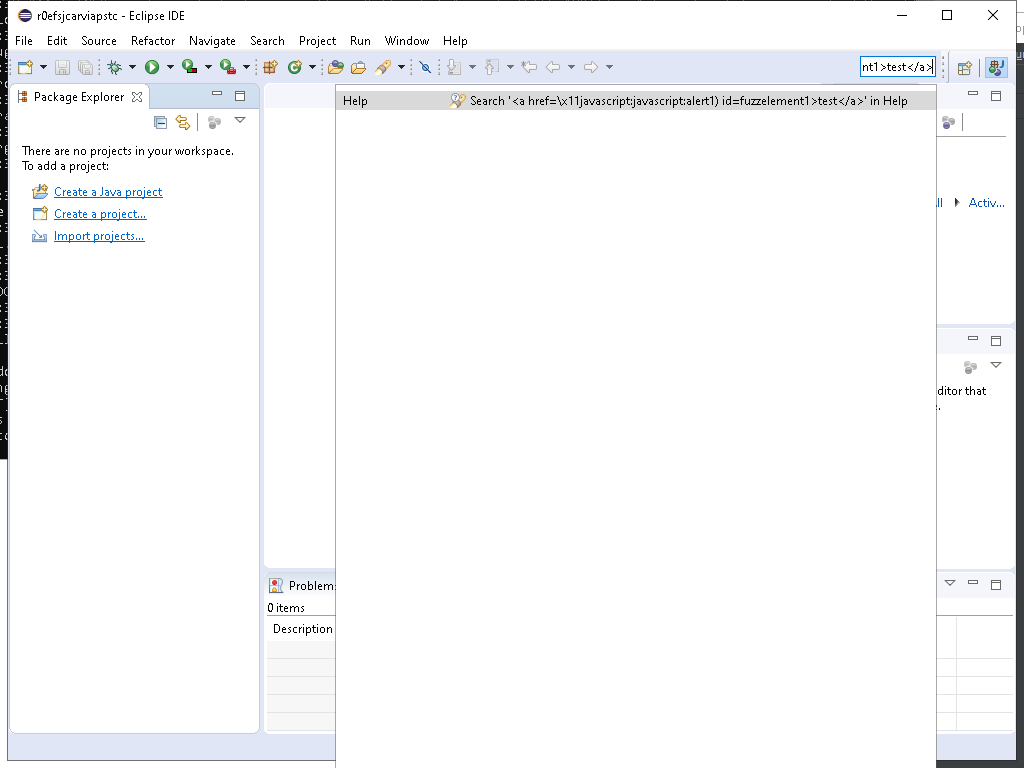 r0efsjcarviapstc - Eclipse IDE
File Edit Source Refactor Navigate Search Project Run Window Help
nt1>test</a>
Package Explorer
Help Search '<a href=\x11javascript:javascript:alert1) id=fuzzelement1>test</a>' in Help
There are no projects in your workspace.
To add a project:
Create a Java project
Create a project...
Import projects...
Activ...
ditor that
Problem
0 items
Description